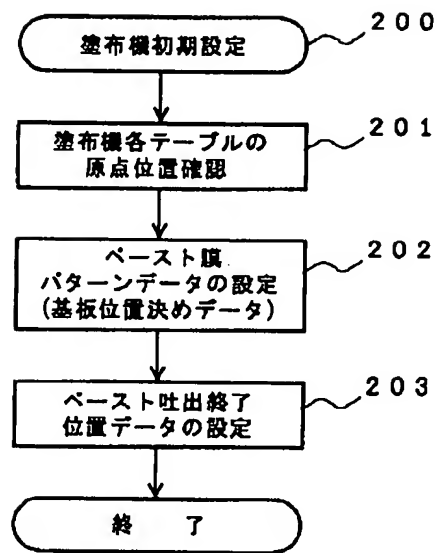 塗布機初期設定
200
塗布機各テーブルの
原点位置確認
201
ペースト膜
パターンデータの設定
(基板位置決めデータ)
202
ペースト吐出終了
位置データの設定
203
終 了